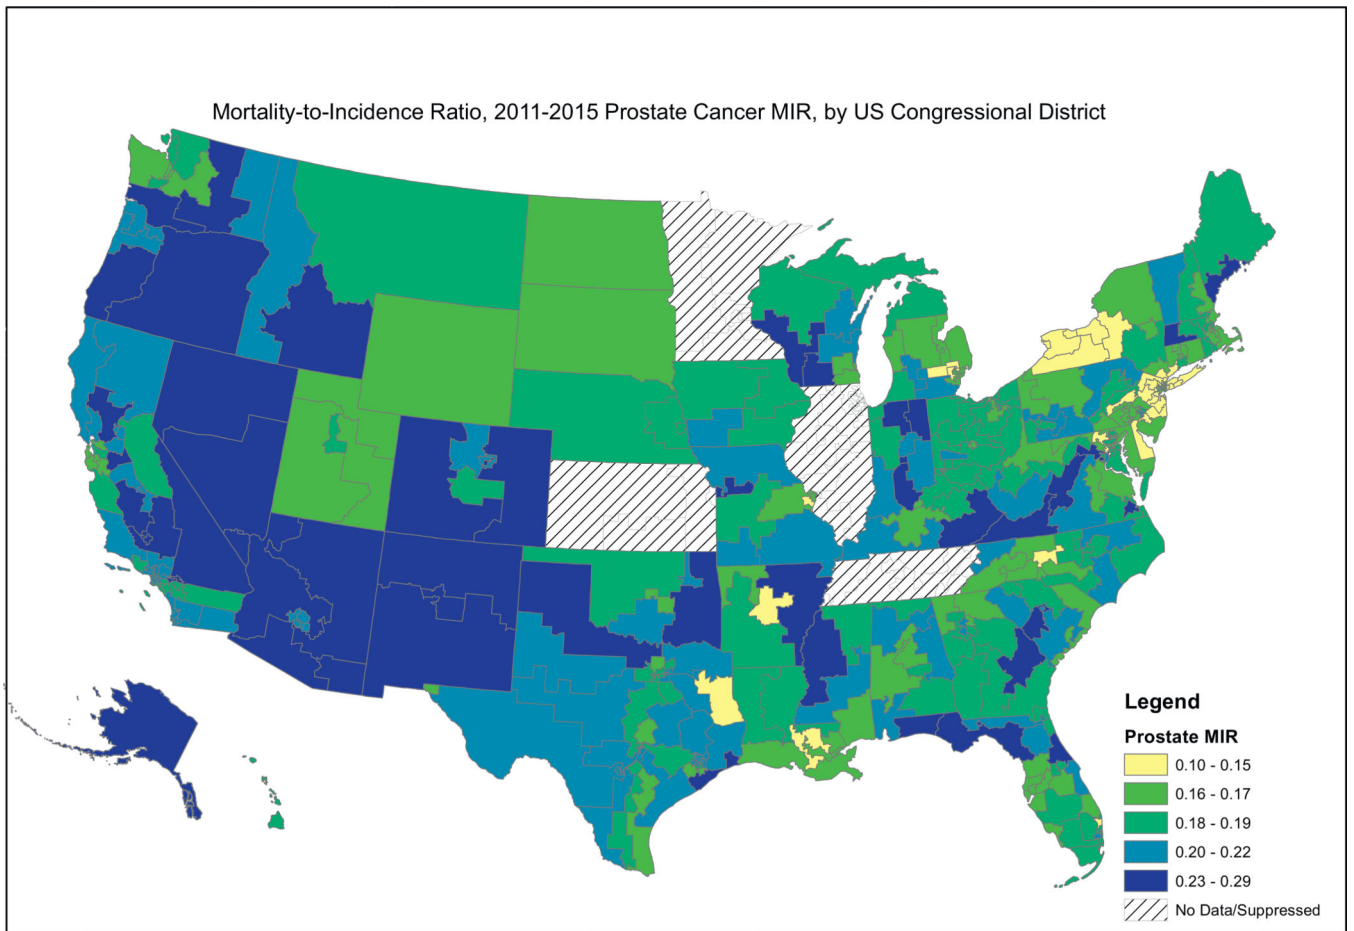 Mortality-to-Incidence Ratio, 2011-2015 Prostate Cancer MIR, by US Congressional District
Legend
Prostate MIR
0.10 - 0.15
0.16 - 0.17
0.18 - 0.19
0.20 - 0.22
0.23 - 0.29
No Data/Suppressed